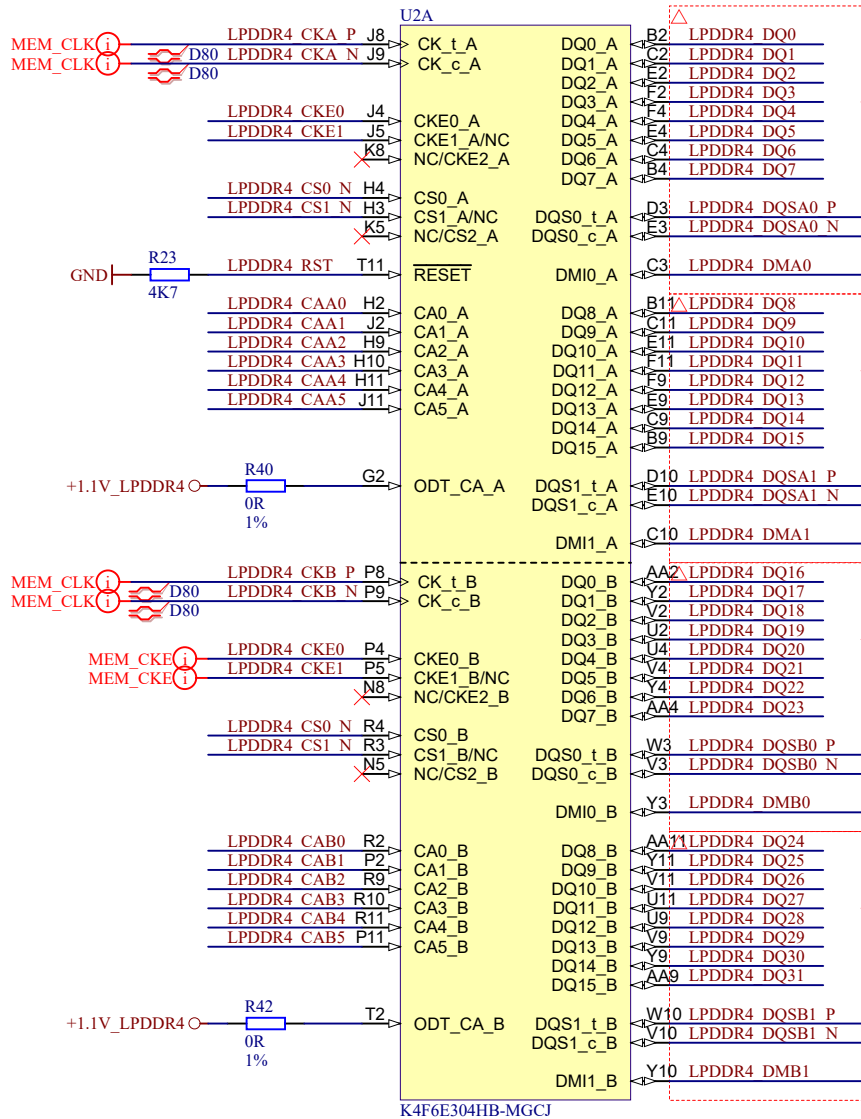 U2A
MEM_CLK i LPDDR4_CKA_P J8 CK_t_A DQ0_A B2 LPDDR4_DQ0
MEM_CLK i D80 LPDDR4_CKA_N J9 CK_c_A DQ1_A C2 LPDDR4_DQ1
D80 DQ2_A E2 LPDDR4_DQ2
DQ3_A F2 LPDDR4_DQ3
LPDDR4_CKE0 J4 CKE0_A DQ4_A F4 LPDDR4_DQ4
LPDDR4_CKE1 J5 CKE1_A/NC DQ5_A E4 LPDDR4_DQ5
K8 NC/CKE2_A DQ6_A C4 LPDDR4_DQ6
DQ7_A B4 LPDDR4_DQ7
LPDDR4_CS0_N H4 CS0_A
LPDDR4_CS1_N H3 CS1_A/NC DQS0_t_A D3 LPDDR4_DQSA0_P
K5 NC/CS2_A DQS0_c_A E3 LPDDR4_DQSA0_N
GND R23 4K7 LPDDR4_RST T11 RESET DMI0_A C3 LPDDR4_DMA0
LPDDR4_CAA0 H2 CA0_A DQ8_A B11 LPDDR4_DQ8
LPDDR4_CAA1 J2 CA1_A DQ9_A C11 LPDDR4_DQ9
LPDDR4_CAA2 H9 CA2_A DQ10_A E11 LPDDR4_DQ10
LPDDR4_CAA3 H10 CA3_A DQ11_A F11 LPDDR4_DQ11
LPDDR4_CAA4 H11 CA4_A DQ12_A F9 LPDDR4_DQ12
LPDDR4_CAA5 J11 CA5_A DQ13_A E9 LPDDR4_DQ13
DQ14_A C9 LPDDR4_DQ14
DQ15_A B9 LPDDR4_DQ15
+1.1V_LPDDR4 R40 0R 1% G2 ODT_CA_A DQS1_t_A D10 LPDDR4_DQSA1_P
DQS1_c_A E10 LPDDR4_DQSA1_N
DMI1_A C10 LPDDR4_DMA1
MEM_CLK i LPDDR4_CKB_P P8 CK_t_B DQ0_B AA2 LPDDR4_DQ16
MEM_CLK i D80 LPDDR4_CKB_N P9 CK_c_B DQ1_B Y2 LPDDR4_DQ17
D80 DQ2_B V2 LPDDR4_DQ18
DQ3_B U2 LPDDR4_DQ19
MEM_CKE i LPDDR4_CKE0 P4 CKE0_B DQ4_B U4 LPDDR4_DQ20
MEM_CKE i LPDDR4_CKE1 P5 CKE1_B/NC DQ5_B V4 LPDDR4_DQ21
N8 NC/CKE2_B DQ6_B Y4 LPDDR4_DQ22
DQ7_B AA4 LPDDR4_DQ23
LPDDR4_CS0_N R4 CS0_B
LPDDR4_CS1_N R3 CS1_B/NC DQS0_t_B W3 LPDDR4_DQSB0_P
N5 NC/CS2_B DQS0_c_B V3 LPDDR4_DQSB0_N
DMI0_B Y3 LPDDR4_DMB0
LPDDR4_CAB0 R2 CA0_B DQ8_B AA11 LPDDR4_DQ24
LPDDR4_CAB1 P2 CA1_B DQ9_B Y11 LPDDR4_DQ25
LPDDR4_CAB2 R9 CA2_B DQ10_B V11 LPDDR4_DQ26
LPDDR4_CAB3 R10 CA3_B DQ11_B U11 LPDDR4_DQ27
LPDDR4_CAB4 R11 CA4_B DQ12_B U9 LPDDR4_DQ28
LPDDR4_CAB5 P11 CA5_B DQ13_B V9 LPDDR4_DQ29
DQ14_B Y9 LPDDR4_DQ30
DQ15_B AA9 LPDDR4_DQ31
+1.1V_LPDDR4 R42 0R 1% T2 ODT_CA_B DQS1_t_B W10 LPDDR4_DQSB1_P
DQS1_c_B V10 LPDDR4_DQSB1_N
DMI1_B Y10 LPDDR4_DMB1
K4F6E304HB-MGCJ